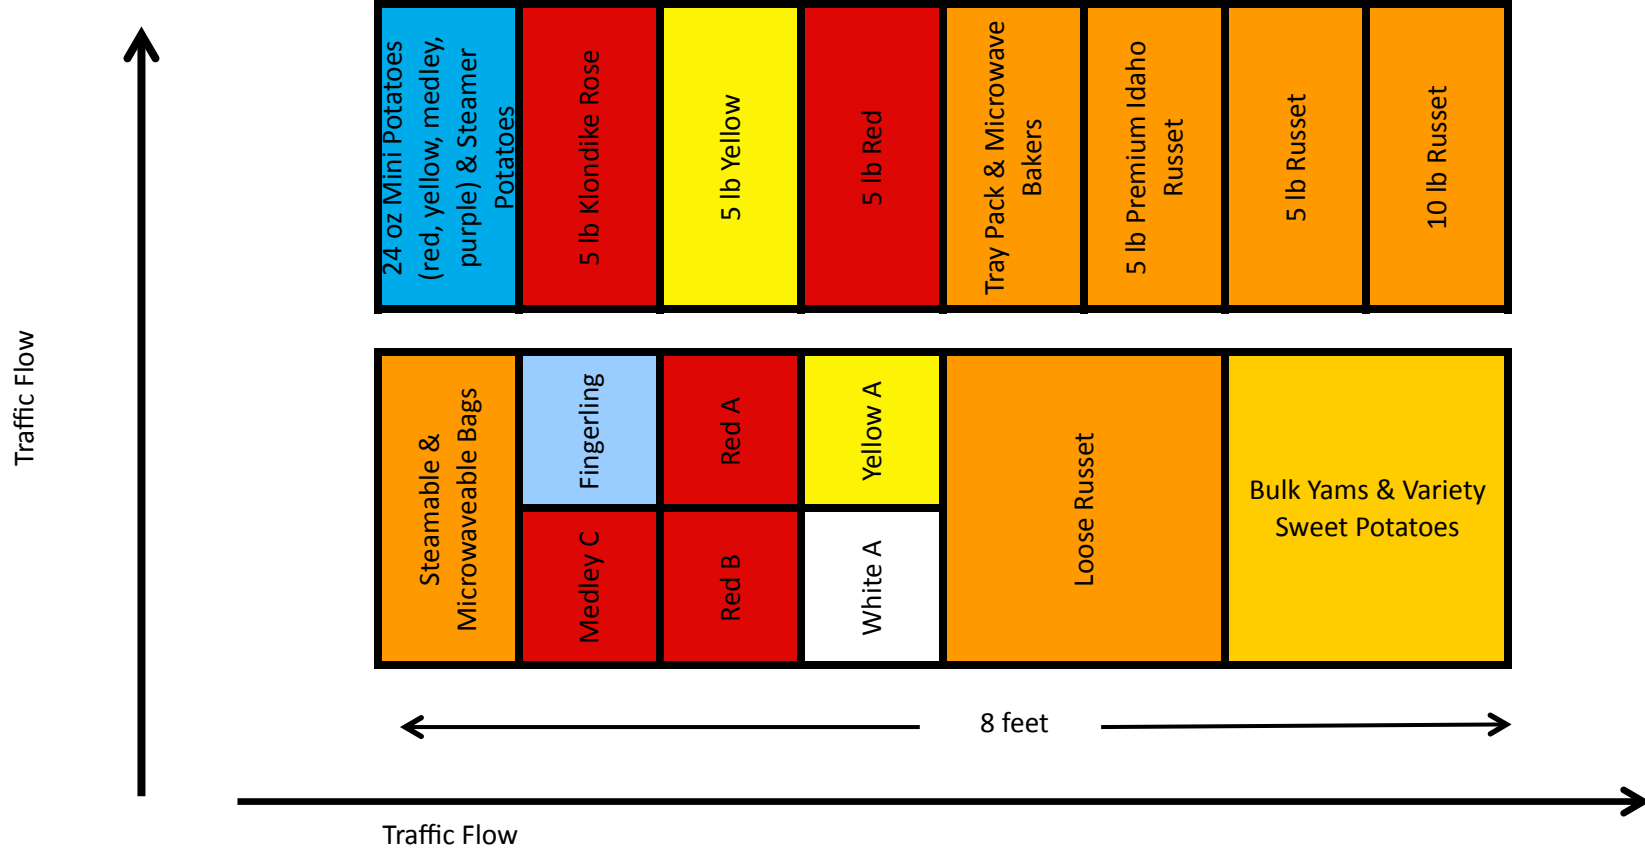 24 oz Mini Potatoes
(red, yellow, medley,
purple) & Steamer
Potatoes
5 lb Klondike Rose
5 lb Yellow
5 lb Red
Tray Pack & Microwave
Bakers
5 lb Premium Idaho
Russet
5 lb Russet
10 lb Russet
Traffic Flow
Steamable &
Microwaveable Bags
Fingerling
Red A
Yellow A
Loose Russet
Bulk Yams & Variety
Sweet Potatoes
Medley C
Red B
White A
8 feet
Traffic Flow